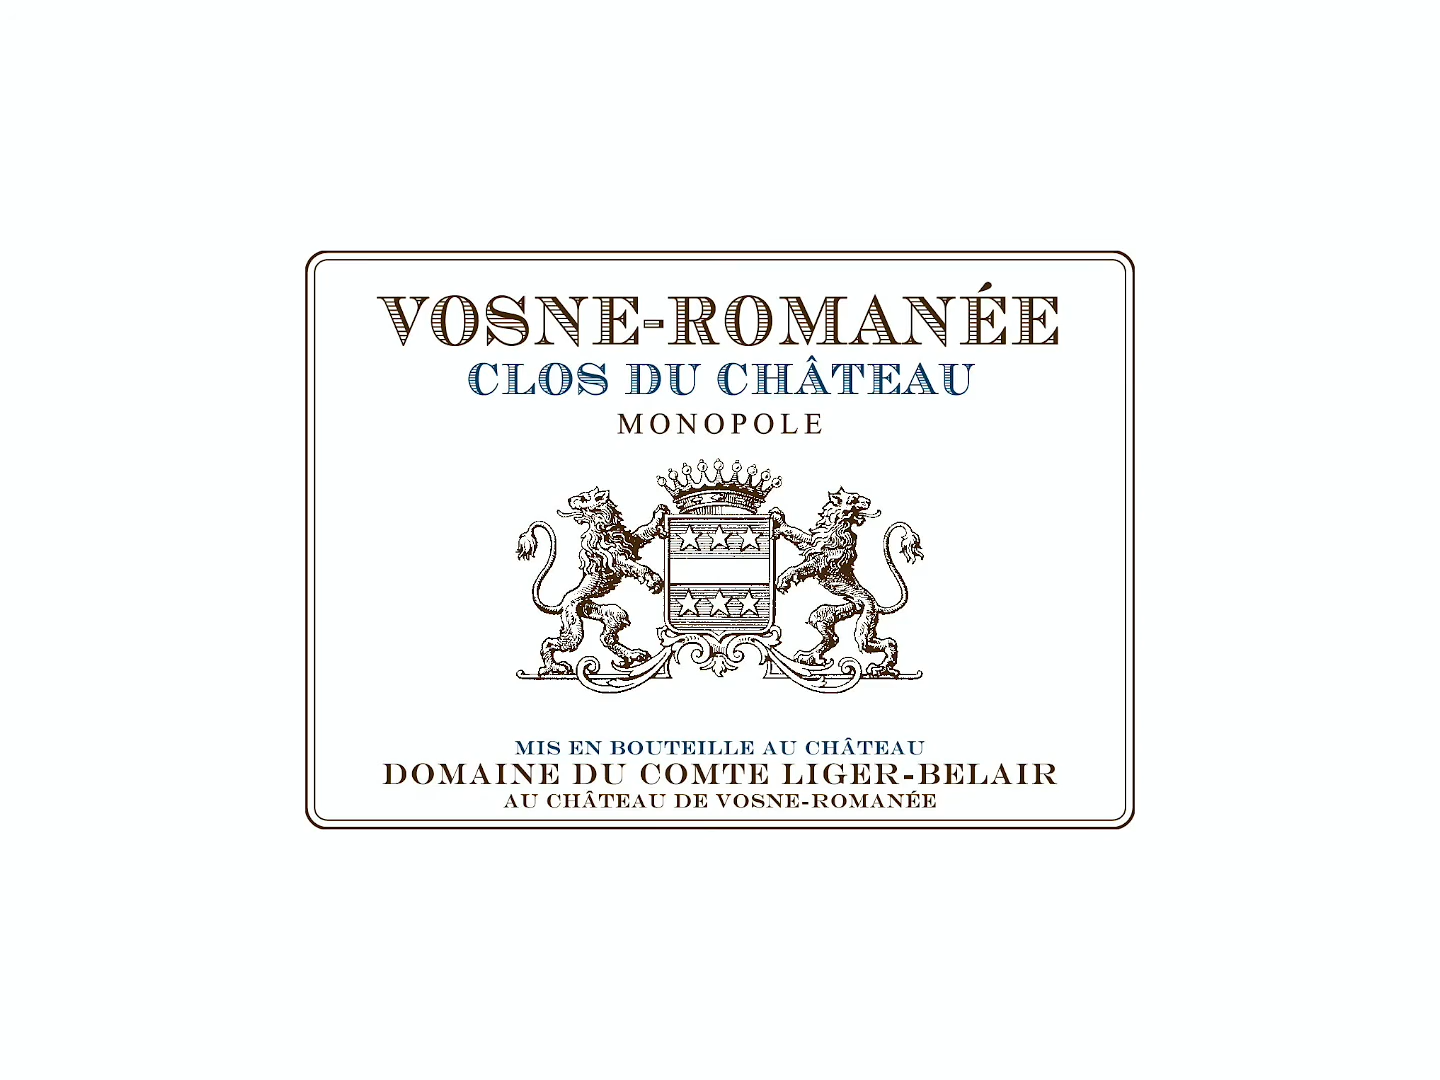 VOSNE-ROMANÉE
CLOS DU CHÂTEAU
MONOPOLE
MIS EN BOUTEILLE AU CHÂTEAU
DOMAINE DU COMTE LIGER-BELAIR
AU CHÂTEAU DE VOSNE-ROMANÉE